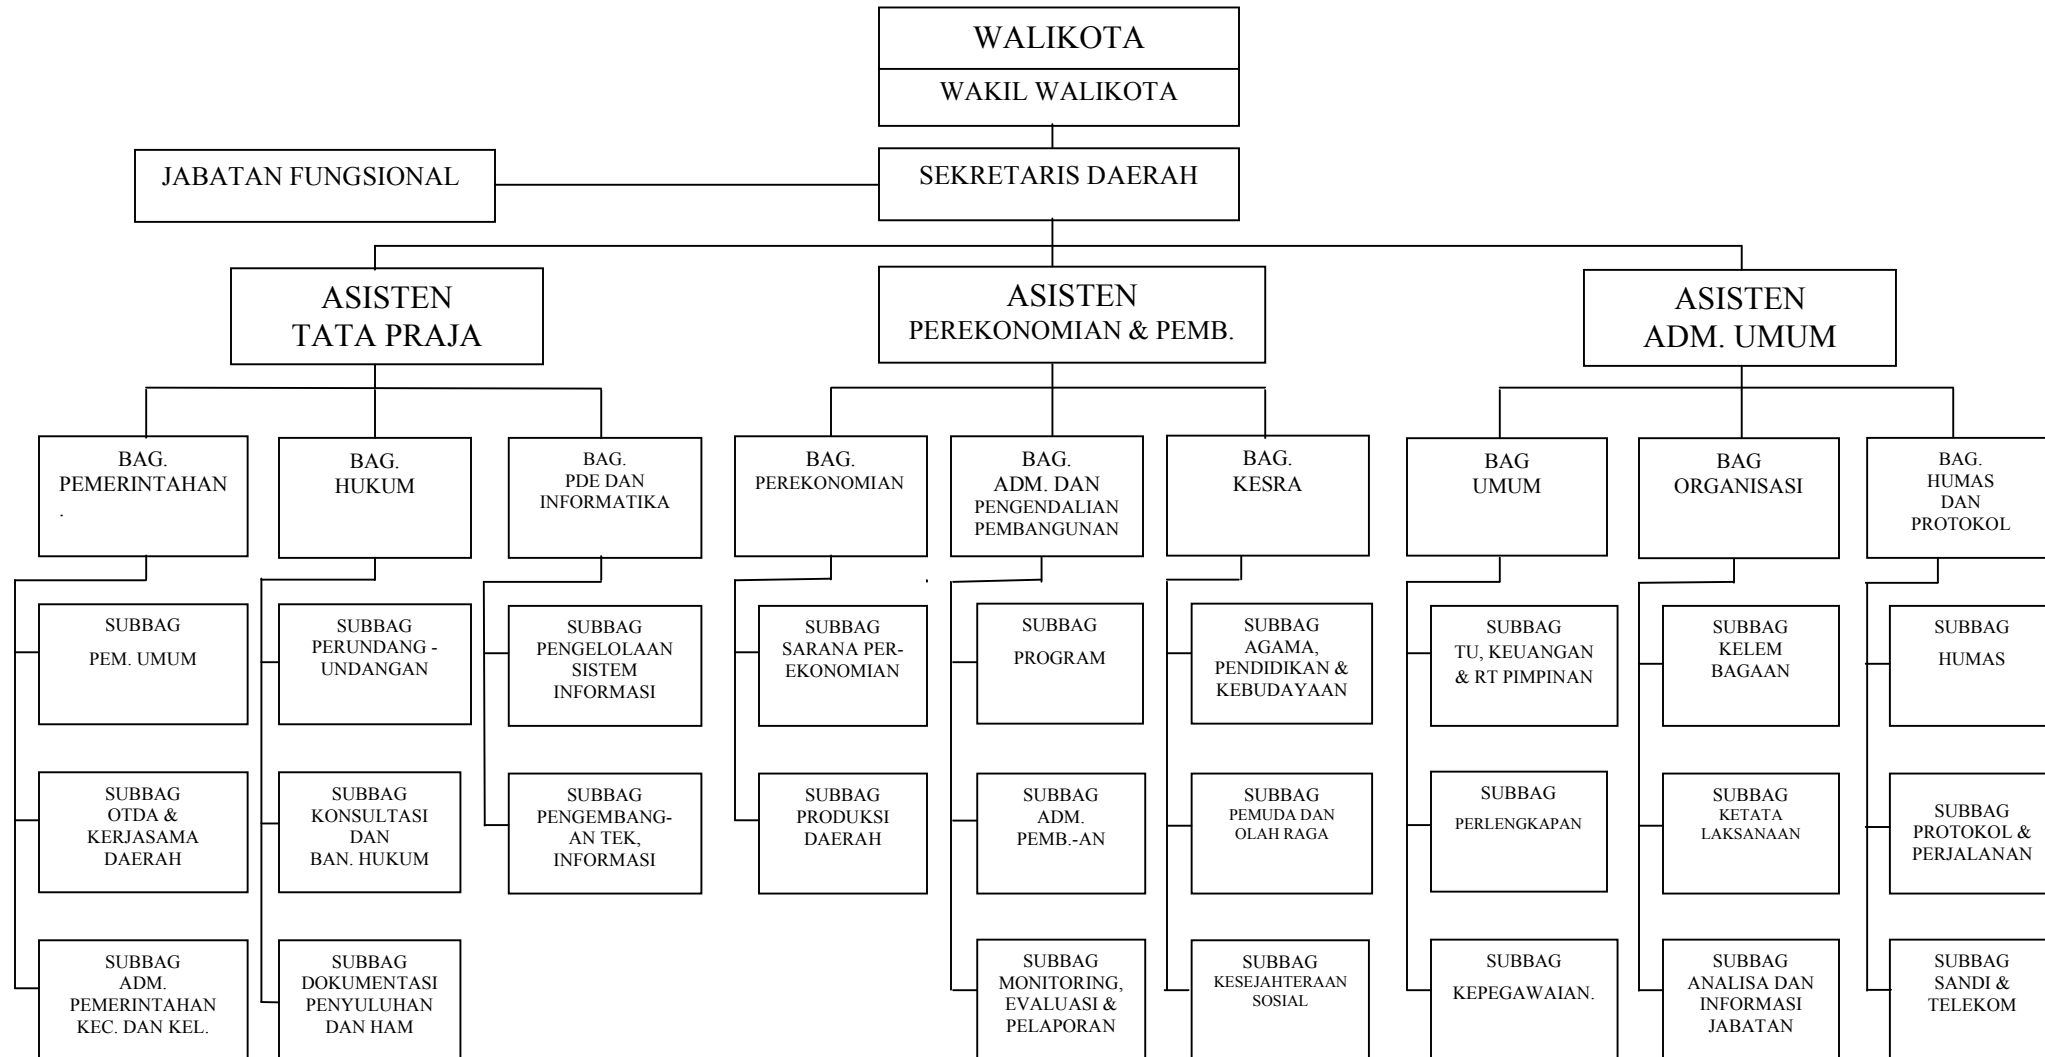 WALIKOTA
WAKIL WALIKOTA
JABATAN FUNGSIONAL
SEKRETARIS DAERAH
ASISTEN
TATA PRAJA
ASISTEN
PEREKONOMIAN & PEMB.
ASISTEN
ADM. UMUM
BAG.
PEMERINTAHAN
.
BAG.
HUKUM
BAG.
PDE DAN
INFORMATIKA
BAG.
PEREKONOMIAN
BAG.
ADM. DAN
PENGENDALIAN
PEMBANGUNAN
BAG.
KESRA
BAG
UMUM
BAG
ORGANISASI
BAG.
HUMAS
DAN
PROTOKOL
SUBBAG
PEM. UMUM
SUBBAG
PERUNDANG -
UNDANGAN
SUBBAG
PENGELOLAAN
SISTEM
INFORMASI
SUBBAG
SARANA PER-
EKONOMIAN
SUBBAG
PROGRAM
SUBBAG
AGAMA,
PENDIDIKAN &
KEBUDAYAAN
SUBBAG
TU, KEUANGAN
& RT PIMPINAN
SUBBAG
KELEM
BAGAAN
SUBBAG
HUMAS
SUBBAG
OTDA &
KERJASAMA
DAERAH
SUBBAG
KONSULTASI
DAN
BAN. HUKUM
SUBBAG
PENGEMBANG-
AN TEK,
INFORMASI
SUBBAG
PRODUKSI
DAERAH
SUBBAG
ADM.
PEMB.-AN
SUBBAG
PEMUDA DAN
OLAH RAGA
SUBBAG
PERLENGKAPAN
SUBBAG
KETATA
LAKSANAAN
SUBBAG
PROTOKOL &
PERJALANAN
SUBBAG
ADM.
PEMERINTAHAN
KEC. DAN KEL.
SUBBAG
DOKUMENTASI
PENYULUHAN
DAN HAM
SUBBAG
MONITORING,
EVALUASI &
PELAPORAN
SUBBAG
KESEJAHTERAAN
SOSIAL
SUBBAG
KEPEGAWAIAN.
SUBBAG
ANALISA DAN
INFORMASI
JABATAN
SUBBAG
SANDI &
TELEKOM